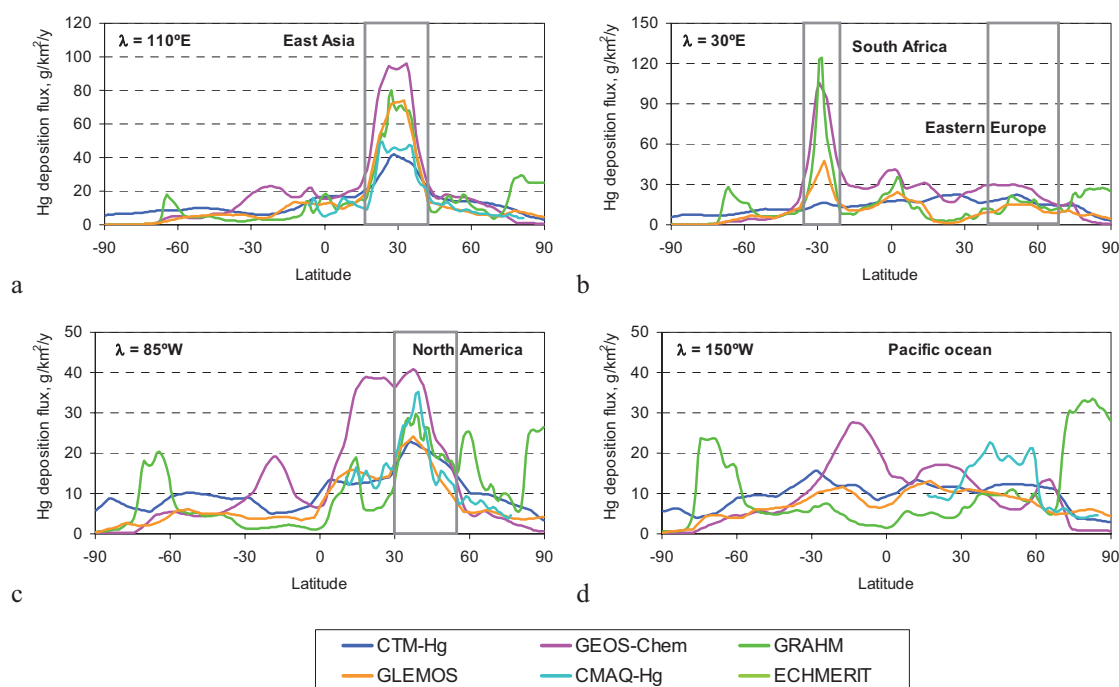 λ = 110ºE
East Asia
Hg deposition flux, g/km²/y
120
100
80
60
40
20
0
-90 -60 -30 0 30 60 90
Latitude
a
λ = 30ºE
South Africa
Eastern Europe
Hg deposition flux, g/km²/y
150
120
90
60
30
0
-90 -60 -30 0 30 60 90
Latitude
b
λ = 85ºW
North America
Hg deposition flux, g/km²/y
50
40
30
20
10
0
-90 -60 -30 0 30 60 90
Latitude
c
λ = 150ºW
Pacific ocean
Hg deposition flux, g/km²/y
50
40
30
20
10
0
-90 -60 -30 0 30 60 90
Latitude
d
CTM-Hg GEOS-Chem GRAHM
GLEMOS CMAQ-Hg ECHMERIT